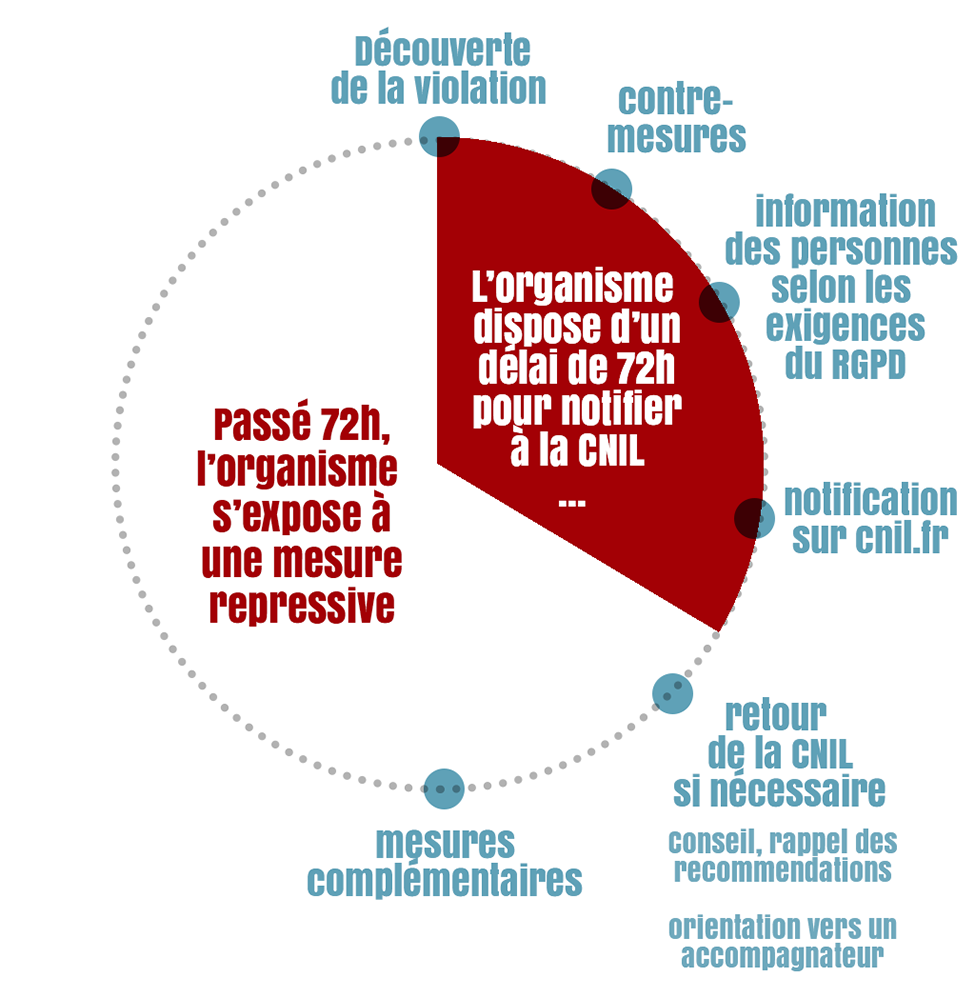 Découverte
de la violation
contre-
mesures
information
des personnes
selon les
exigences
du RGPD
L'organisme
dispose d'un
délai de 72h
pour notifier
à la CNIL
...
Passé 72h,
l'organisme
s'expose à
une mesure
repressive
notification
sur cnil.fr
retour
de la CNIL
si nécessaire
Conseil, rappel des
recommendations
orientation vers un
accompagnateur
mesures
complémentaires